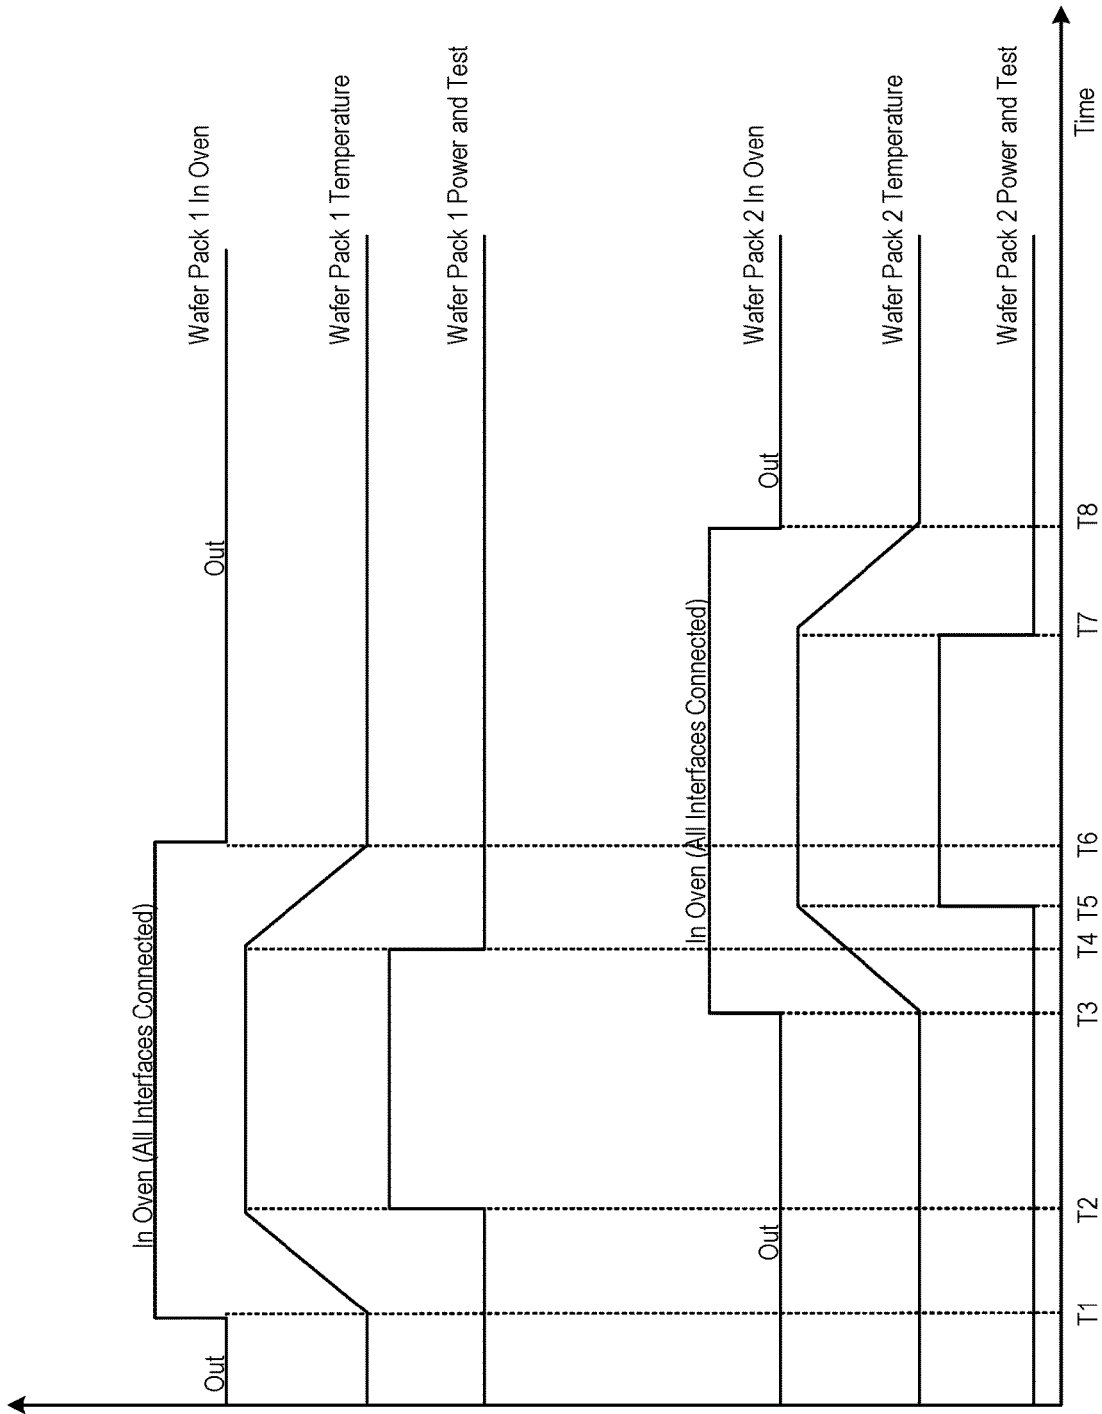 In Oven (All Interfaces Connected)
Out
Out
Wafer Pack 1 In Oven
Wafer Pack 1 Temperature
Wafer Pack 1 Power and Test
In Oven (All Interfaces Connected)
Out
Out
Wafer Pack 2 In Oven
Wafer Pack 2 Temperature
Wafer Pack 2 Power and Test
T1
T2
T3
T4
T5
T6
T7
T8
Time